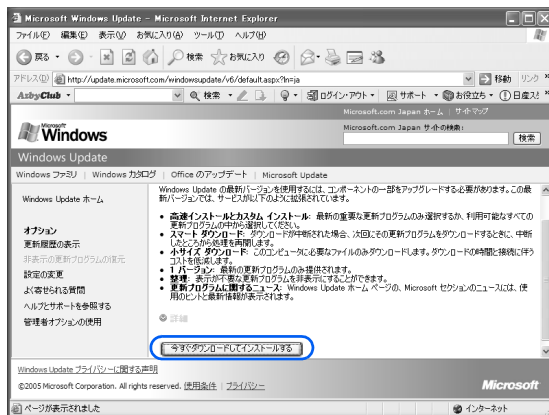 Microsoft Windows Update - Microsoft Internet Explorer
ファイル(F) 編集(E) 表示(V) お気に入り(A) ツール(T) ヘルプ(H)
戻る 検索 お気に入り
アドレス(D) http://update.microsoft.com/windowsupdate/v6/default.aspx?ln=ja 移動 リンク
AzbyClub 検索 ログイン・アウト サポート お役立ち 日産ス!
Microsoft.com Japan ホーム | サイトマップ
Microsoft Windows
Microsoft.com Japan サイトの検索:
検索
Windows Update
Windows ファミリ | Windows カタログ | Office のアップデート | Microsoft Update
Windows Update ホーム
オプション
更新履歴の表示
非表示の更新プログラムの復元
設定の変更
よく寄せられる質問
ヘルプとサポートを参照する
管理者オプションの使用
Windows Update の最新バージョンを使用するには、コンポーネントの一部をアップグレードする必要があります。この最
新バージョンでは、サービスが以下のように拡張されています。
• 高速インストールとカスタム インストール: 最新の重要な更新プログラムのみ選択するか、利用可能なすべての
更新プログラムの中から選択してください。
• スマート ダウンロード: ダウンロードが中断された場合、次回にその更新プログラムをダウンロードするときに、中断
したところから処理を再開します。
• 小サイズ ダウンロード: このコンピュータに必要なファイルのみダウンロードします。ダウンロードの時間と接続に伴う
コストを低減します。
• 1 バージョン: 最新の更新プログラムのみ提供されます。
• 整理: 表示が不要な更新プログラムを非表示にすることができます。
• 更新プログラムに関するニュース: Windows Update ホーム ページの、Microsoft セクションのニュースには、使
用のヒントと最新情報が表示されます。
詳細
今すぐダウンロードしてインストールする
Windows Update プライバシーに関する声明
©2005 Microsoft Corporation. All rights reserved. 使用条件 | プライバシー
Microsoft
ページが表示されました
インターネット